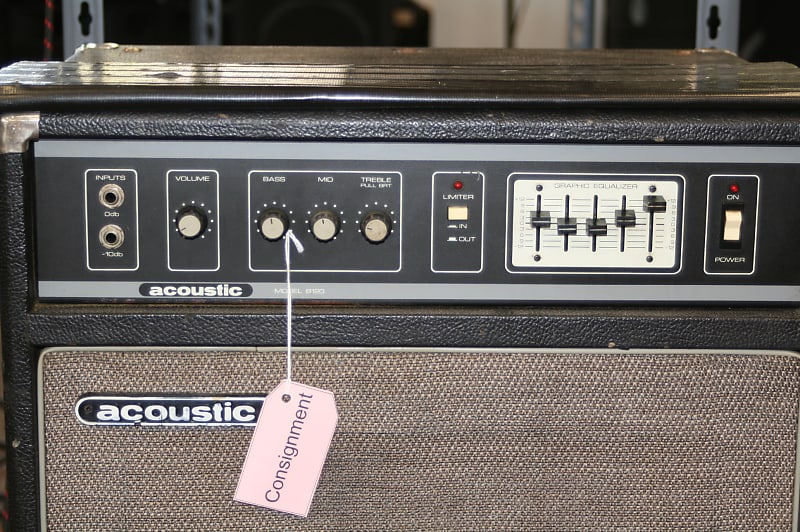 INPUTS
0db
-10db
VOLUME
BASS
MID
TREBLE
PULL BRT
LIMITER
IN
OUT
GRAPHIC EQUALIZER
ON
POWER
acoustic
MODEL B120
acoustic
Consignment